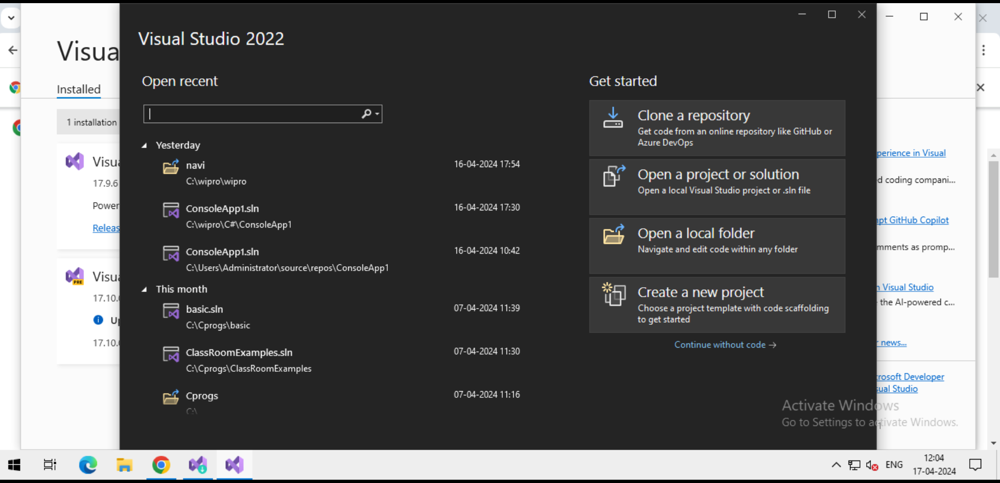 Visual Studio 2022
Visua
Open recent
Get started
Installed
1 installation
Clone a repository
Get code from an online repository like GitHub or
Azure DevOps
Yesterday
navi
16-04-2024 17:54
C:\wipro\wipro
ConsoleApp1.sln
16-04-2024 17:30
C:\wipro\C#\ConsoleApp1
ConsoleApp1.sln
16-04-2024 10:42
C:\Users\Administrator\source\repos\ConsoleApp1
This month
basic.sln
07-04-2024 11:39
C:\Cprogs\basic
ClassRoomExamples.sln
07-04-2024 11:30
C:\Cprogs\ClassRoomExamples
Cprogs
07-04-2024 11:16
C:\
Open a project or solution
Open a local Visual Studio project or .sln file
Open a local folder
Navigate and edit code within any folder
Create a new project
Choose a project template with code scaffolding
to get started
Continue without code →
Visua
17.9.6
Power
Releas
Visua
PRE
17.10.
Up
17.10.
perience in Visual
d coding compani...
pt GitHub Copilot
mments as promp...
n Visual Studio
the AI-powered c...
r news...
rosoft Developer
sual Studio
Activate Windows
Go to Settings to activate Windows.
ENG
12:04
17-04-2024